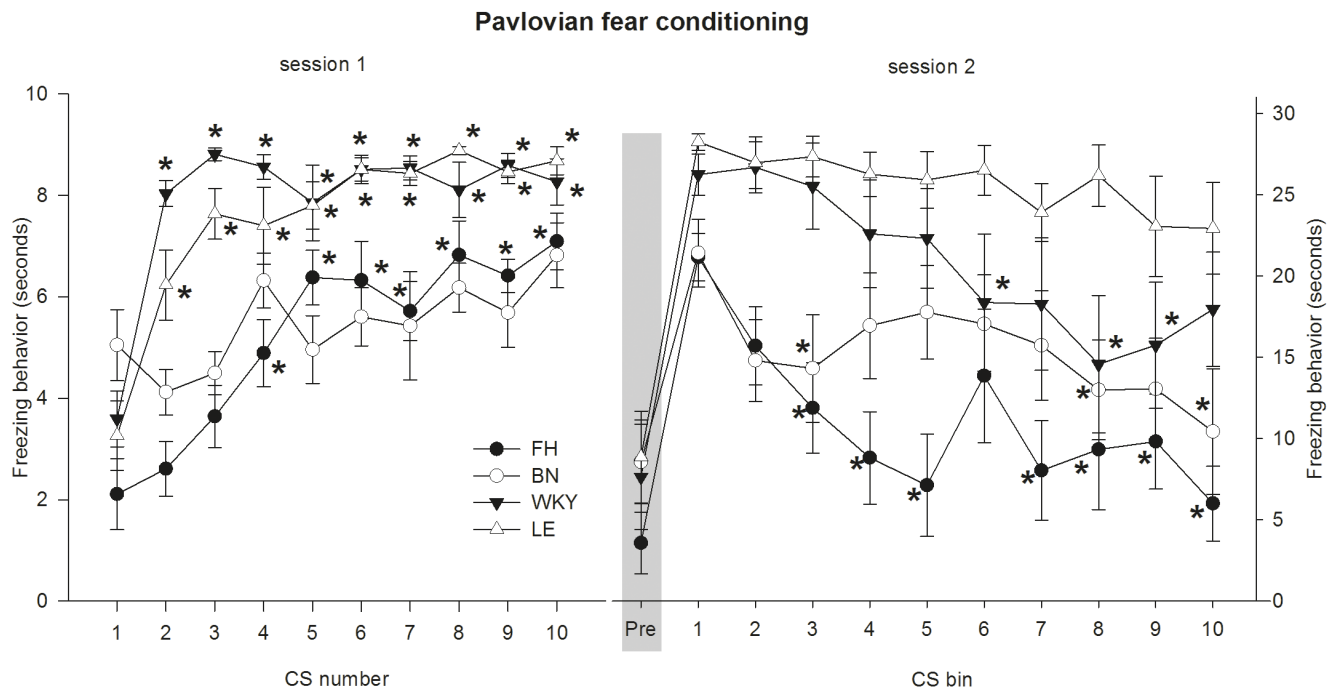 Pavlovian fear conditioning
session 1
session 2
Freezing behavior (seconds)
10
8
6
4
2
0
1 2 3 4 5 6 7 8 9 10
CS number
FH
BN
WKY
LE
Pre 1 2 3 4 5 6 7 8 9 10
CS bin
30
25
20
15
10
5
0
Freezing behavior (seconds)